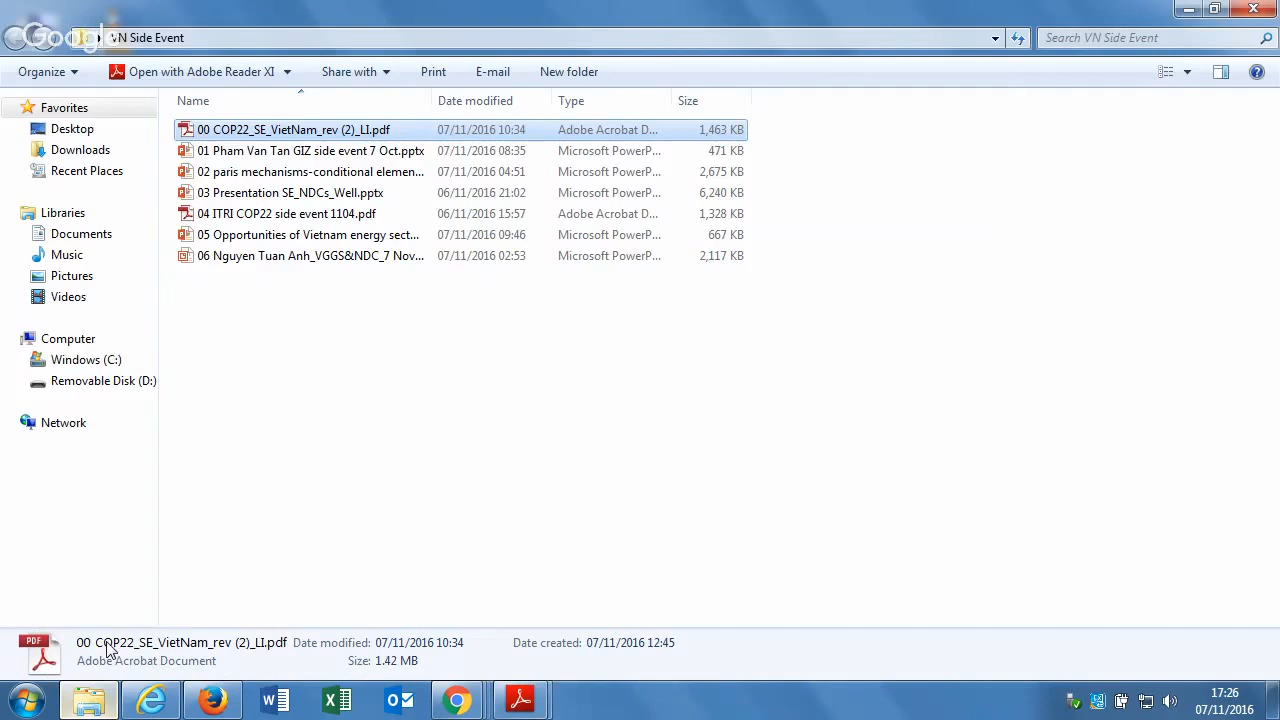 Google
VN Side Event
Search VN Side Event
Organize
Open with Adobe Reader XI
Share with
Print
E-mail
New folder
Favorites
Desktop
Downloads
Recent Places
Libraries
Documents
Music
Pictures
Videos
Computer
Windows (C:)
Removable Disk (D:)
Network
Name Date modified Type Size
00 COP22_SE_VietNam_rev (2)_LI.pdf 07/11/2016 10:34 Adobe Acrobat D... 1,463 KB
01 Pham Van Tan GIZ side event 7 Oct.pptx 07/11/2016 08:35 Microsoft PowerP... 471 KB
02 paris mechanisms-conditional elemen... 07/11/2016 04:51 Microsoft PowerP... 2,675 KB
03 Presentation SE_NDCs_Well.pptx 06/11/2016 21:02 Microsoft PowerP... 6,240 KB
04 ITRI COP22 side event 1104.pdf 06/11/2016 15:57 Adobe Acrobat D... 1,328 KB
05 Opportunities of Vietnam energy sect... 07/11/2016 09:46 Microsoft PowerP... 667 KB
06 Nguyen Tuan Anh_VGGS&NDC_7 Nov... 07/11/2016 02:53 Microsoft PowerP... 2,117 KB
PDF
00 COP22_SE_VietNam_rev (2)_LI.pdf Date modified: 07/11/2016 10:34 Date created: 07/11/2016 12:45
Adobe Acrobat Document Size: 1.42 MB
17:26
07/11/2016